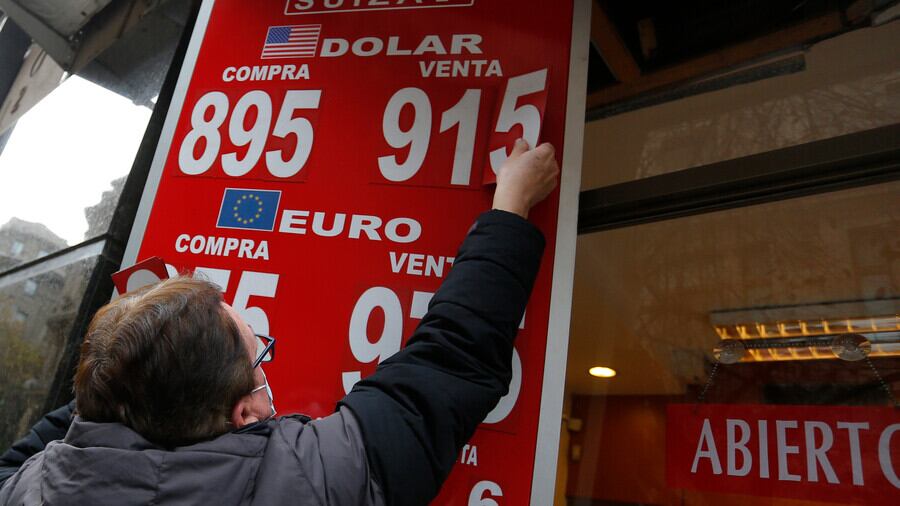 SUIZA
DOLAR
COMPRA VENTA
895 915
EURO
COMPRA VENTA
ABIERTO